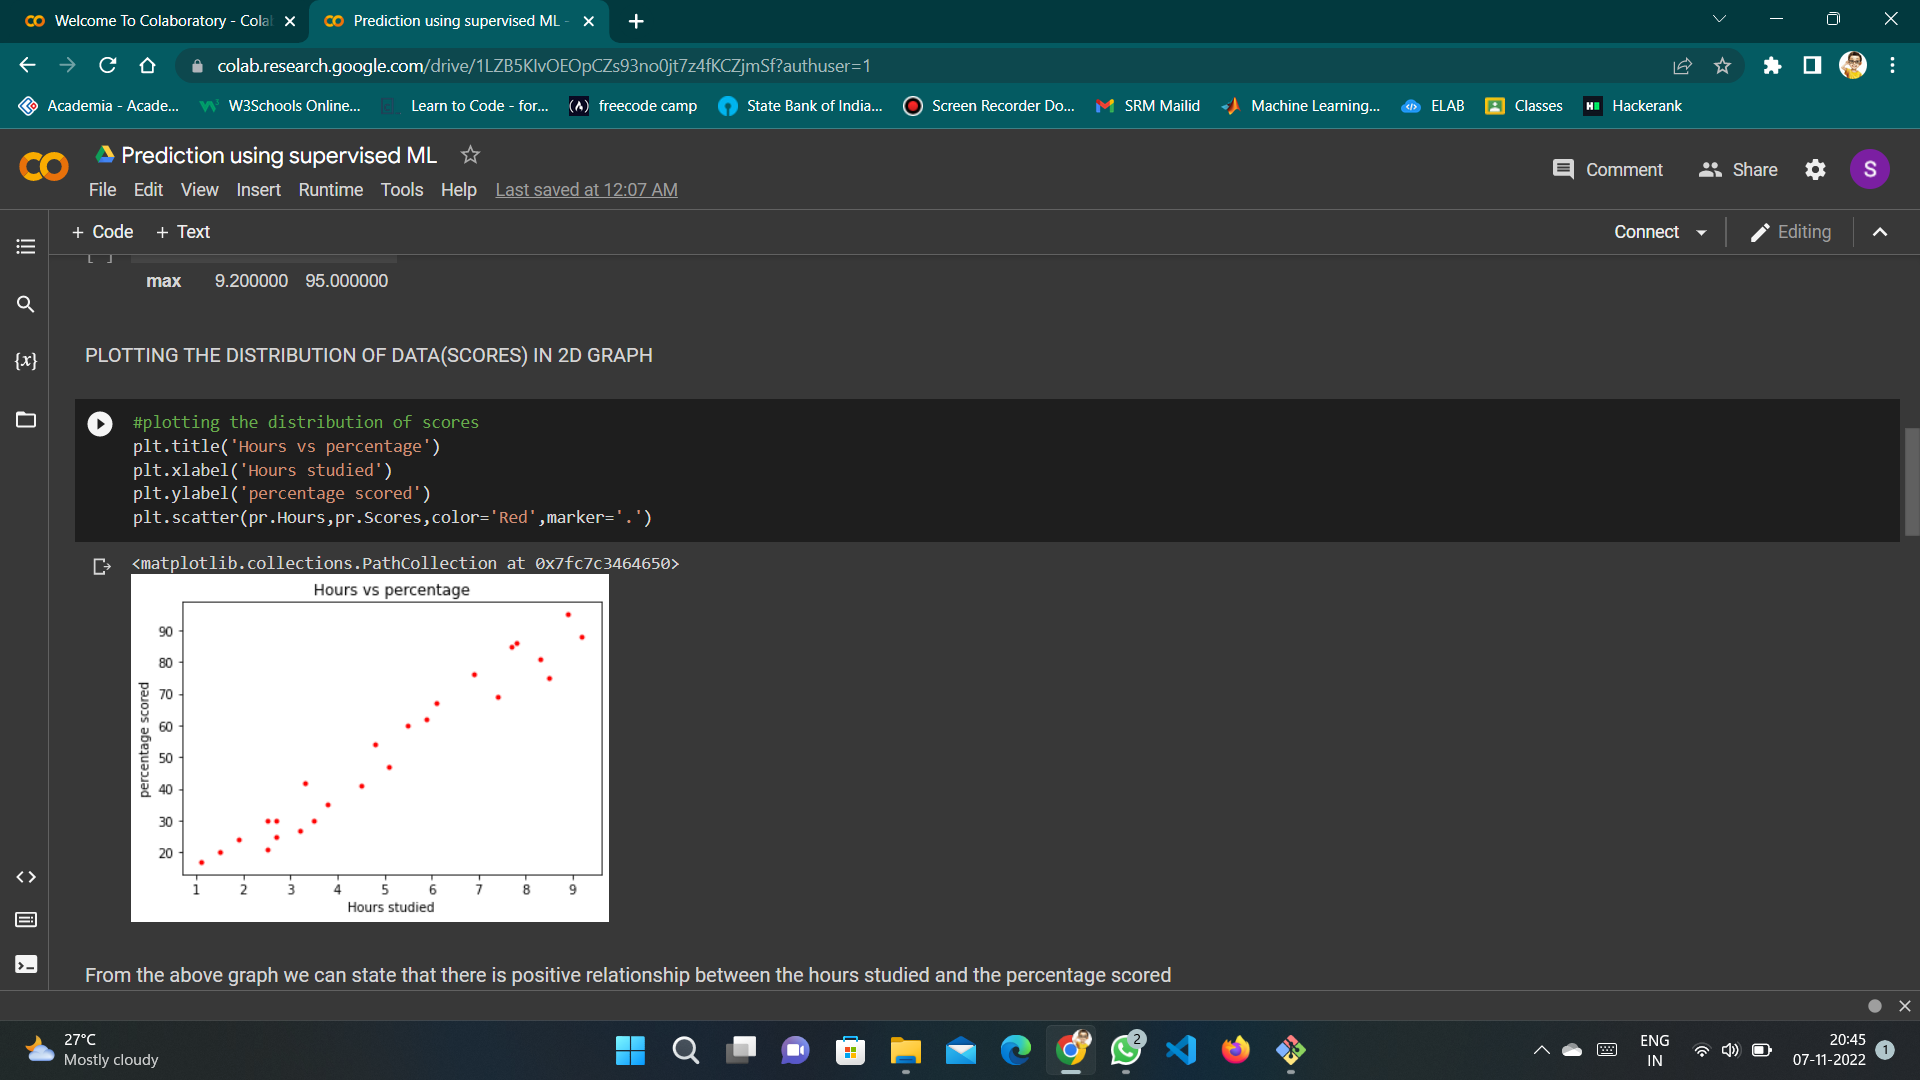 Welcome To Colaboratory - Colab
Prediction using supervised ML -
colab.research.google.com/drive/1LZB5KIvOEOpCZs93no0jt7z4fKCZjmSf?authuser=1
Academia - Acade...
W3Schools Online...
Learn to Code - for...
freecode camp
State Bank of India...
Screen Recorder Do...
SRM Mailid
Machine Learning...
ELAB
Classes
Hackerank
Prediction using supervised ML
Comment
Share
S
File Edit View Insert Runtime Tools Help Last saved at 12:07 AM
+ Code + Text
Connect
Editing
[ ]
max 9.200000 95.000000
{x}
PLOTTING THE DISTRIBUTION OF DATA(SCORES) IN 2D GRAPH
#plotting the distribution of scores
plt.title('Hours vs percentage')
plt.xlabel('Hours studied')
plt.ylabel('percentage scored')
plt.scatter(pr.Hours,pr.Scores,color='Red',marker='.')
<matplotlib.collections.PathCollection at 0x7fc7c3464650>
Hours vs percentage
percentage scored
90
80
70
60
50
40
30
20
1 2 3 4 5 6 7 8 9
Hours studied
From the above graph we can state that there is positive relationship between the hours studied and the percentage scored
27°C
Mostly cloudy
2
ENG
IN
20:45
07-11-2022
1